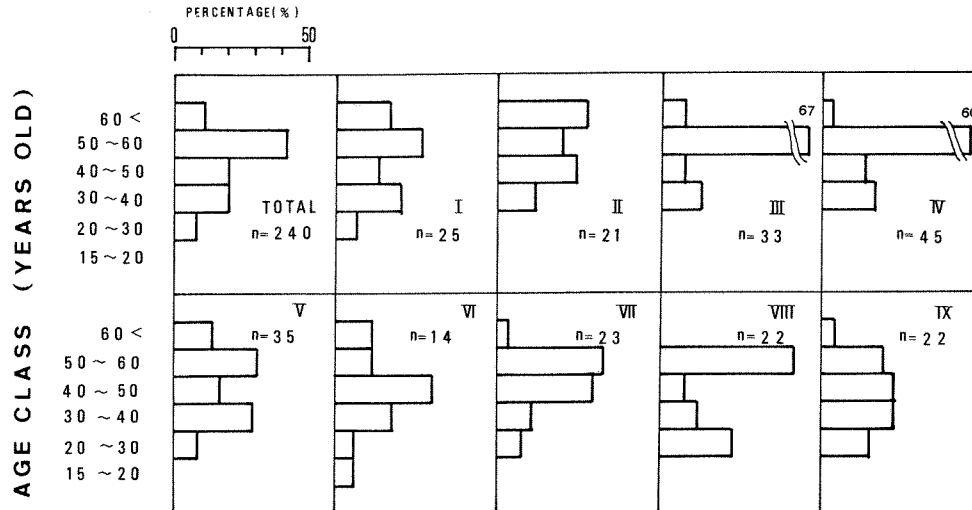 PERCENTAGE(%)
0 50
AGE CLASS (YEARS OLD)
60 <
50 ~ 60
40 ~ 50
30 ~ 40
20 ~ 30
15 ~ 20
TOTAL
n= 240
I
n= 25
II
n= 21
67
III
n= 33
IV
n= 45
60 <
50 ~ 60
40 ~ 50
30 ~ 40
20 ~ 30
15 ~ 20
V
n= 35
VI
n= 14
VII
n= 23
VIII
n= 22
IX
n= 22